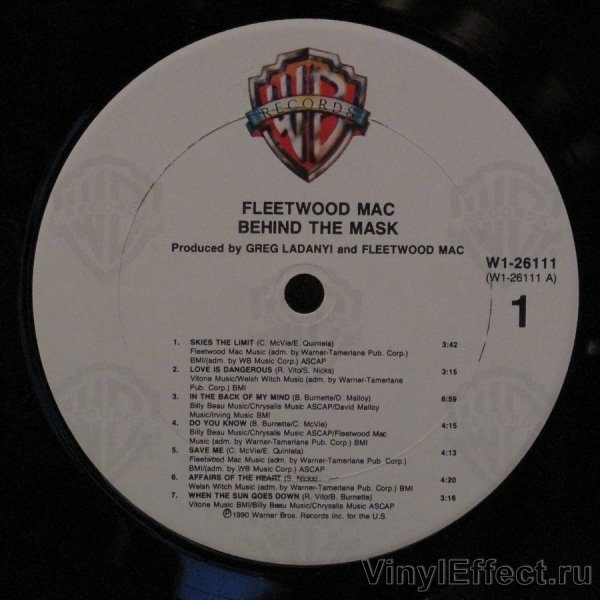 WB
RECORDS
FLEETWOOD MAC
BEHIND THE MASK
Produced by GREG LADANYI and FLEETWOOD MAC
W1-26111
(W1-26111 A)
1
1. SKIES THE LIMIT (C. McVie/E. Quintela) 3:42
Fleetwood Mac Music (adm. by Warner-Tamerlane Pub. Corp.)
BMI/(adm. by WB Music Corp.) ASCAP
2. LOVE IS DANGEROUS (R. Vito/S. Nicks) 3:15
Vitone Music/Welsh Witch Music (adm. by Warner-Tamerlane
Pub. Corp.) BMI
3. IN THE BACK OF MY MIND (B. Burnette/D. Malloy) 6:59
Billy Beau Music/Chrysalis Music ASCAP/David Malloy
Music/Irving Music BMI
4. DO YOU KNOW (B. Burnette/C. McVie) 4:15
Billy Beau Music/Chrysalis Music ASCAP/Fleetwood Mac
Music (adm. by Warner-Tamerlane Pub. Corp.) BMI
5. SAVE ME (C. McVie/E. Quintela) 4:13
Fleetwood Mac Music (adm. by Warner-Tamerlane Pub. Corp.)
BMI/(adm. by WB Music Corp.) ASCAP
6. AFFAIRS OF THE HEART (S. Nicks) 4:20
Welsh Witch Music (adm. by Warner-Tamerlane Pub. Corp.) BMI
7. WHEN THE SUN GOES DOWN (R. Vito/B. Burnette) 3:16
Vitone Music BMI/Billy Beau Music/Chrysalis Music ASCAP
℗1990 Warner Bros. Records Inc. for the U.S.
VinylEffect.ru